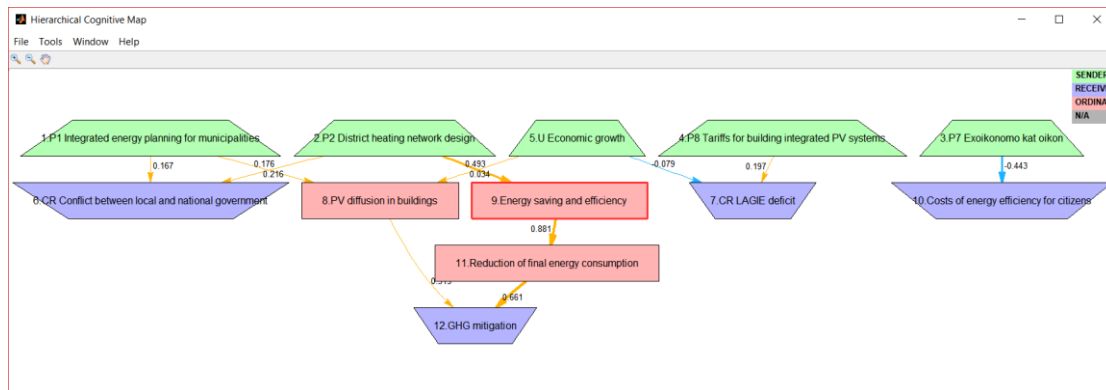 Hierarchical Cognitive Map
File Tools Window Help
SENDER
RECEIV
ORDINA
N/A
1.P1 Integrated energy planning for municipalities
2.P2 District heating network design
5.U Economic growth
4.P8 Tariffs for building integrated PV systems
3.P7 Exoikonomo kat oikon
0.167
0.176
0.216
0.493
0.034
-0.079
0.197
-0.443
6.CR Conflict between local and national government
8.PV diffusion in buildings
9.Energy saving and efficiency
7.CR LAGIE deficit
10.Costs of energy efficiency for citizens
0.881
11.Reduction of final energy consumption
0.661
12.GHG mitigation